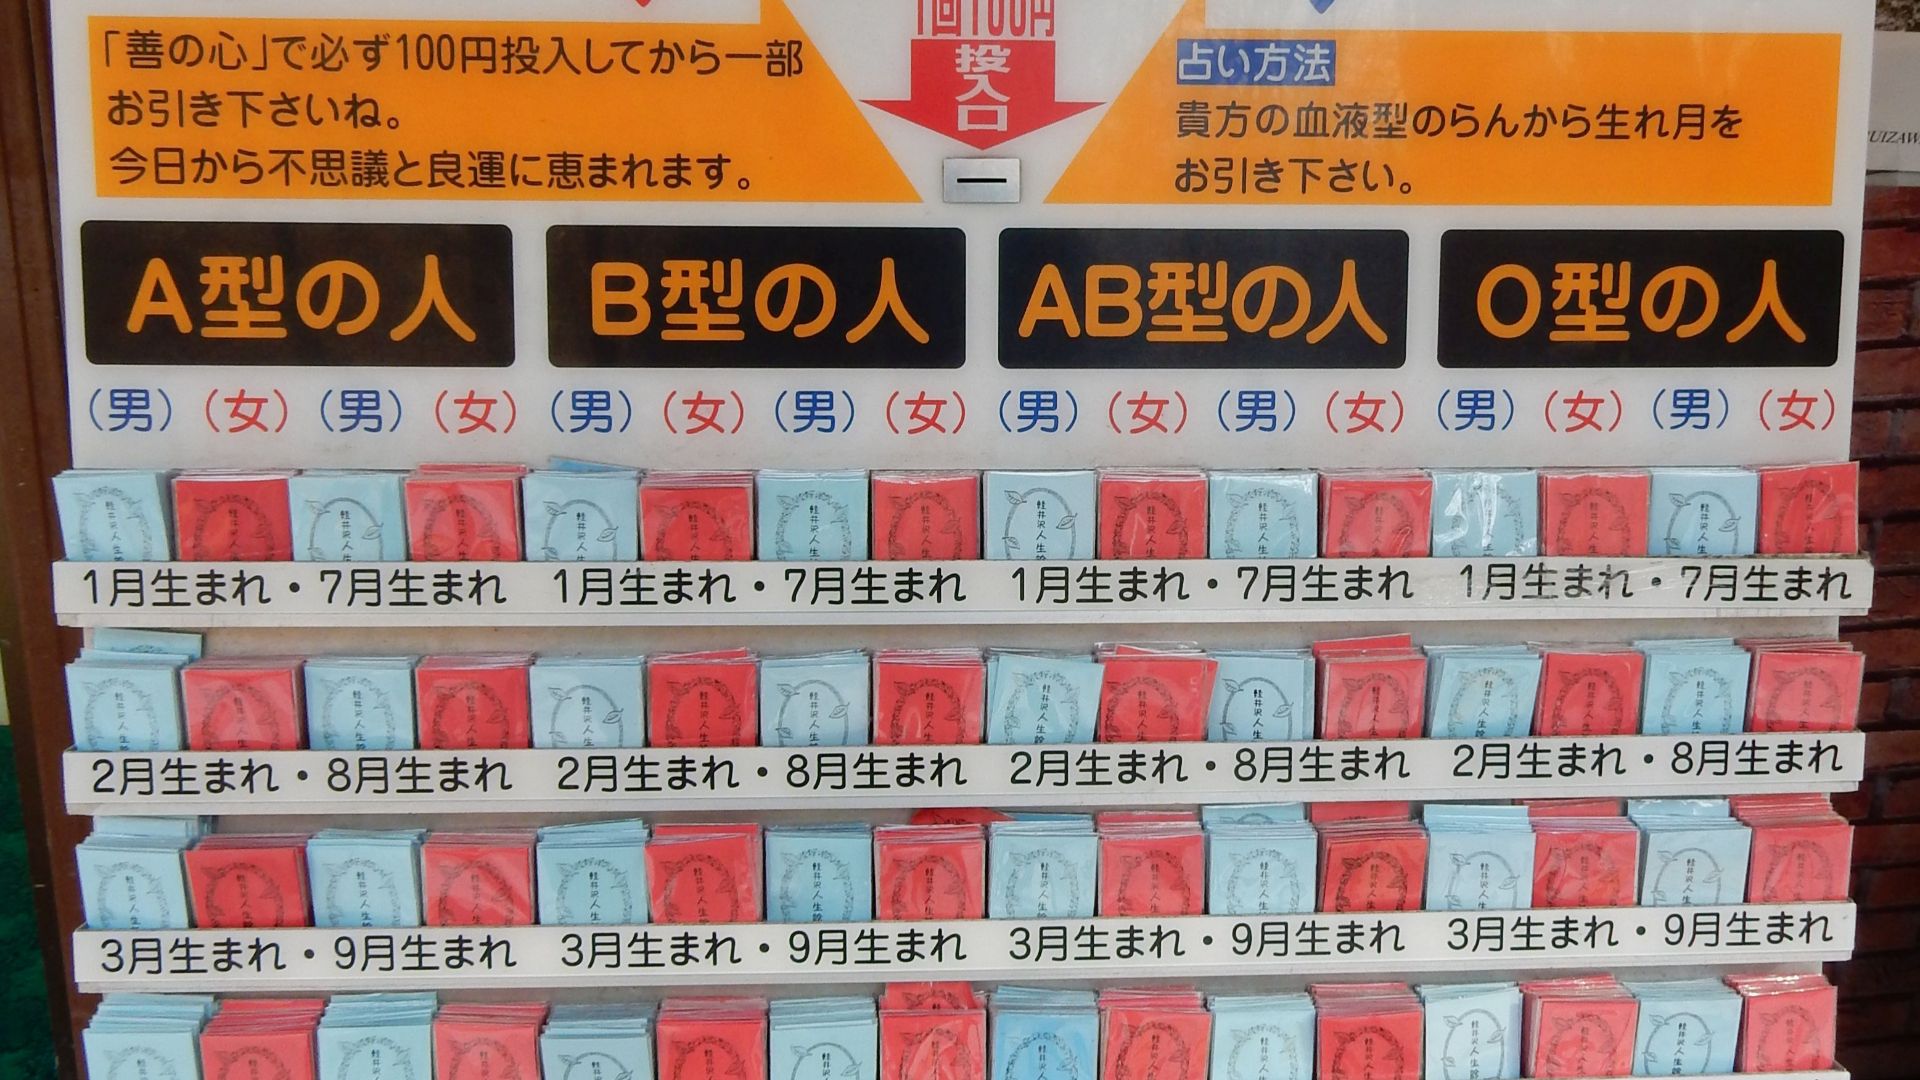 1回100円
投入口
「善の心」で必ず100円投入してから一部
お引き下さいね。
今日から不思議と良運に恵まれます。
占い方法
貴方の血液型のらんから生れ月を
お引き下さい。
A型の人 B型の人 AB型の人 O型の人
(男) (女) (男) (女) (男) (女) (男) (女) (男) (女) (男) (女) (男) (女) (男) (女)
軽井沢人生
1月生まれ・7月生まれ 1月生まれ・7月生まれ 1月生まれ・7月生まれ 1月生まれ・7月生まれ
2月生まれ・8月生まれ 2月生まれ・8月生まれ 2月生まれ・8月生まれ 2月生まれ・8月生まれ
3月生まれ・9月生まれ 3月生まれ・9月生まれ 3月生まれ・9月生まれ 3月生まれ・9月生まれ